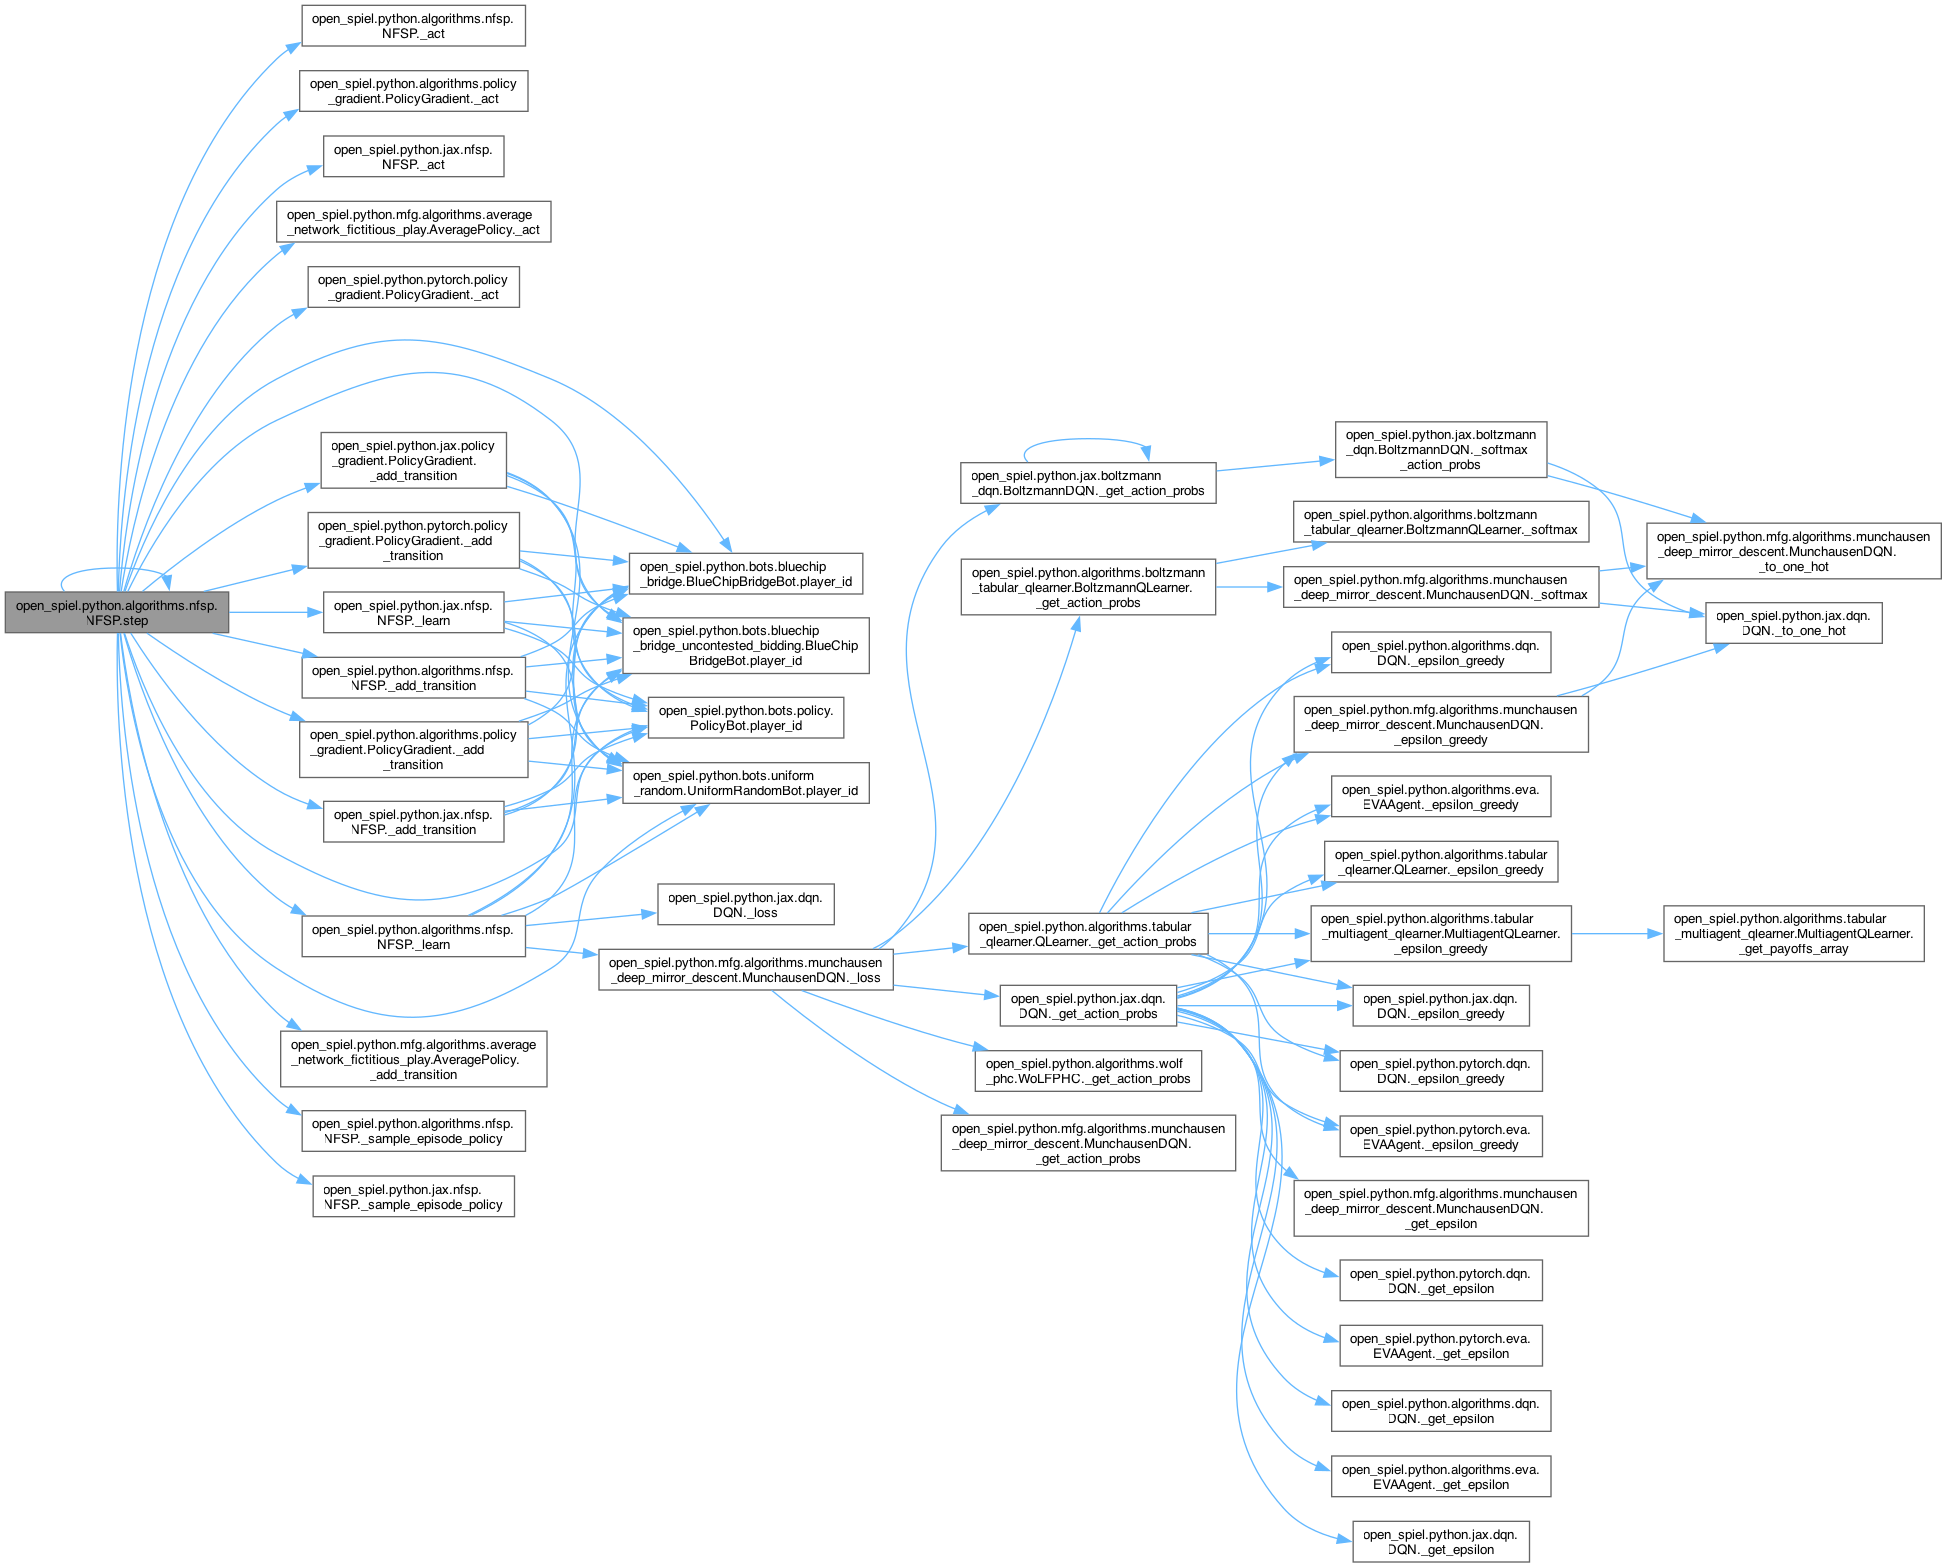 open_spiel.python.algorithms.nfsp.
NFSP._act
open_spiel.python.algorithms.policy
_gradient.PolicyGradient._act
open_spiel.python.jax.nfsp.
NFSP._act
open_spiel.python.mfg.algorithms.average
_network_fictitious_play.AveragePolicy._act
open_spiel.python.pytorch.policy
_gradient.PolicyGradient._act
open_spiel.python.jax.policy
_gradient.PolicyGradient.
_add_transition
open_spiel.python.pytorch.policy
_gradient.PolicyGradient._add
_transition
open_spiel.python.algorithms.nfsp.
NFSP.step
open_spiel.python.jax.nfsp.
NFSP._learn
open_spiel.python.algorithms.nfsp.
NFSP._add_transition
open_spiel.python.algorithms.policy
_gradient.PolicyGradient._add
_transition
open_spiel.python.jax.nfsp.
NFSP._add_transition
open_spiel.python.algorithms.nfsp.
NFSP._learn
open_spiel.python.mfg.algorithms.average
_network_fictitious_play.AveragePolicy.
_add_transition
open_spiel.python.algorithms.nfsp.
NFSP._sample_episode_policy
open_spiel.python.jax.nfsp.
NFSP._sample_episode_policy
open_spiel.python.bots.bluechip
_bridge.BlueChipBridgeBot.player_id
open_spiel.python.bots.bluechip
_bridge_uncontested_bidding.BlueChip
BridgeBot.player_id
open_spiel.python.bots.policy.
PolicyBot.player_id
open_spiel.python.bots.uniform
_random.UniformRandomBot.player_id
open_spiel.python.jax.dqn.
DQN._loss
open_spiel.python.mfg.algorithms.munchausen
_deep_mirror_descent.MunchausenDQN._loss
open_spiel.python.jax.boltzmann
_dqn.BoltzmannDQN._get_action_probs
open_spiel.python.algorithms.boltzmann
_tabular_qlearner.BoltzmannQLearner.
_get_action_probs
open_spiel.python.algorithms.tabular
_qlearner.QLearner._get_action_probs
open_spiel.python.jax.dqn.
DQN._get_action_probs
open_spiel.python.algorithms.wolf
_phc.WoLFPHC._get_action_probs
open_spiel.python.mfg.algorithms.munchausen
_deep_mirror_descent.MunchausenDQN.
_get_action_probs
open_spiel.python.jax.boltzmann
_dqn.BoltzmannDQN._softmax
_action_probs
open_spiel.python.algorithms.boltzmann
_tabular_qlearner.BoltzmannQLearner._softmax
open_spiel.python.mfg.algorithms.munchausen
_deep_mirror_descent.MunchausenDQN._softmax
open_spiel.python.algorithms.dqn.
DQN._epsilon_greedy
open_spiel.python.mfg.algorithms.munchausen
_deep_mirror_descent.MunchausenDQN.
_epsilon_greedy
open_spiel.python.algorithms.eva.
EVAAgent._epsilon_greedy
open_spiel.python.algorithms.tabular
_qlearner.QLearner._epsilon_greedy
open_spiel.python.algorithms.tabular
_multiagent_qlearner.MultiagentQLearner.
_epsilon_greedy
open_spiel.python.jax.dqn.
DQN._epsilon_greedy
open_spiel.python.pytorch.dqn.
DQN._epsilon_greedy
open_spiel.python.pytorch.eva.
EVAAgent._epsilon_greedy
open_spiel.python.mfg.algorithms.munchausen
_deep_mirror_descent.MunchausenDQN.
_get_epsilon
open_spiel.python.pytorch.dqn.
DQN._get_epsilon
open_spiel.python.pytorch.eva.
EVAAgent._get_epsilon
open_spiel.python.algorithms.dqn.
DQN._get_epsilon
open_spiel.python.algorithms.eva.
EVAAgent._get_epsilon
open_spiel.python.jax.dqn.
DQN._get_epsilon
open_spiel.python.mfg.algorithms.munchausen
_deep_mirror_descent.MunchausenDQN.
_to_one_hot
open_spiel.python.jax.dqn.
DQN._to_one_hot
open_spiel.python.algorithms.tabular
_multiagent_qlearner.MultiagentQLearner.
_get_payoffs_array